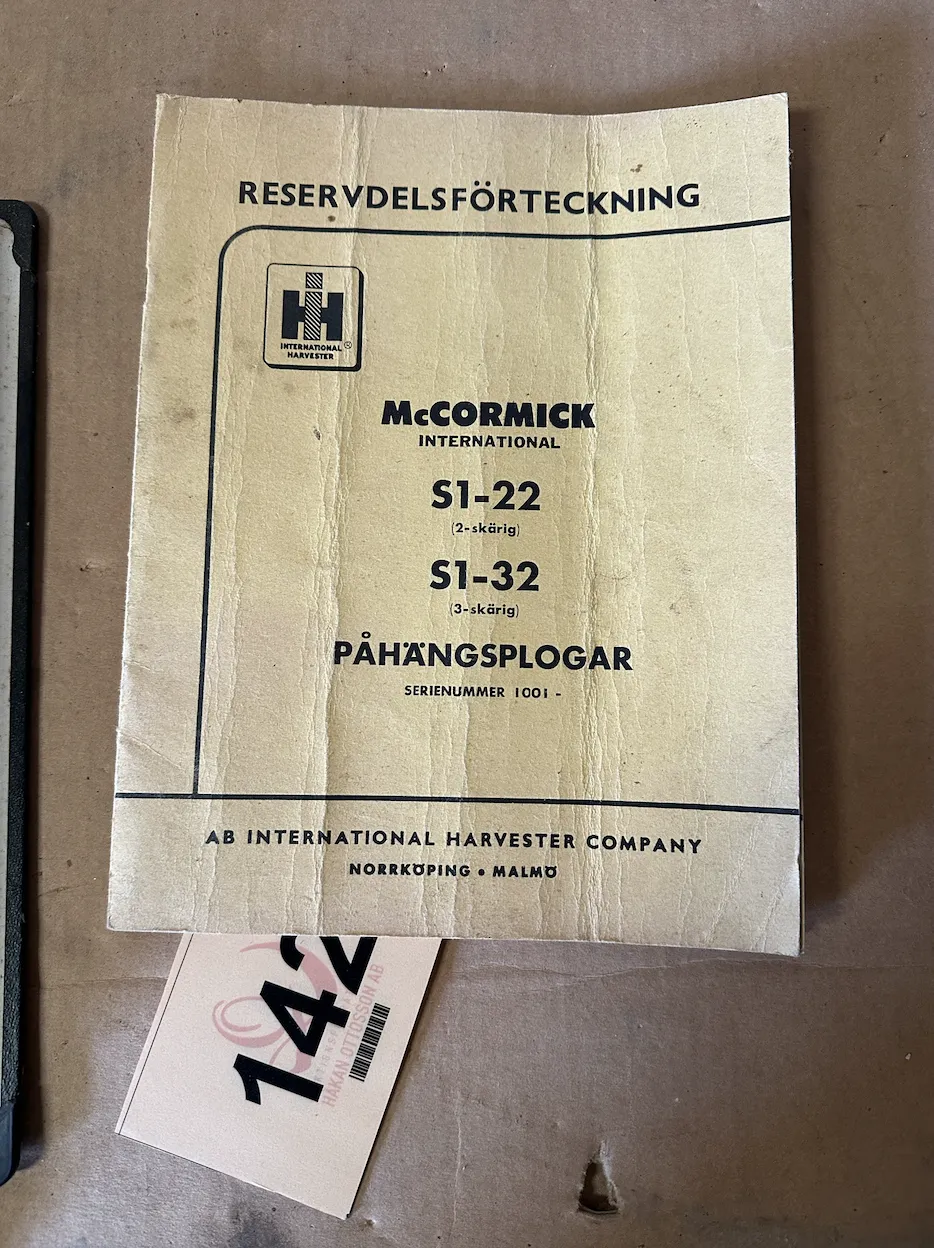 RESERVDELSFÖRTECKNING
IH
INTERNATIONAL
HARVESTER ®
McCORMICK
INTERNATIONAL
S1-22
(2-skärig)
S1-32
(3-skärig)
PÅHÄNGSPLOGAR
SERIENUMMER 1001 -
AB INTERNATIONAL HARVESTER COMPANY
NORRKÖPING • MALMÖ
142
HÅKAN OTTOSSON AB